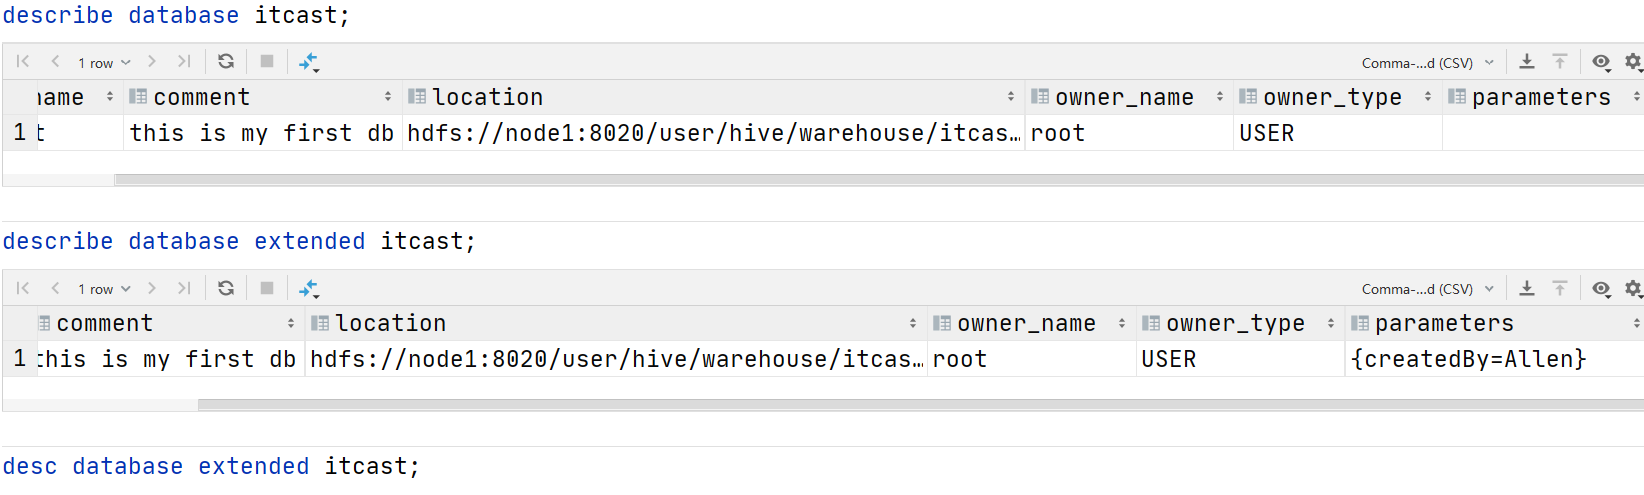 describe database itcast;
1 row Comma-...d (CSV)
name comment location owner_name owner_type parameters
1 t this is my first db hdfs://node1:8020/user/hive/warehouse/itcas… root USER
describe database extended itcast;
1 row Comma-...d (CSV)
comment location owner_name owner_type parameters
1 this is my first db hdfs://node1:8020/user/hive/warehouse/itcas… root USER {createdBy=Allen}
desc database extended itcast;